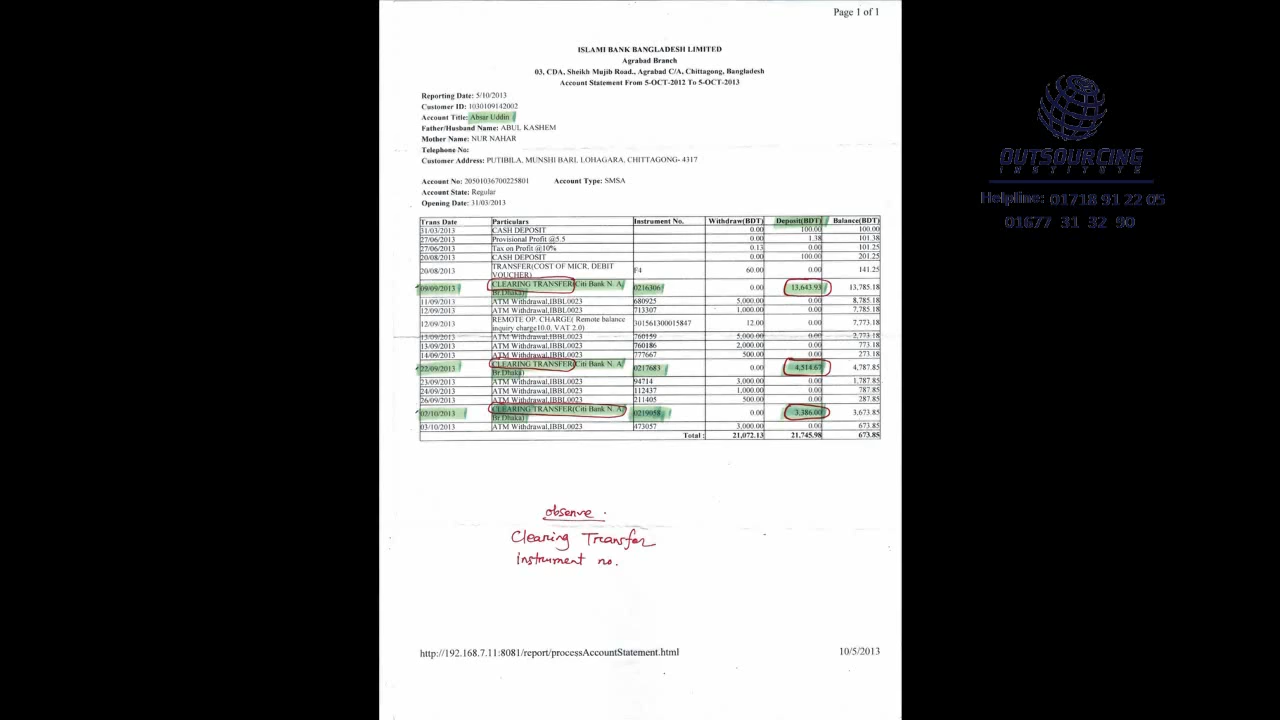 Page 1 of 1
ISLAMI BANK BANGLADESH LIMITED
Agrabad Branch
03, CDA, Sheikh Mujib Road., Agrabad C/A, Chittagong, Bangladesh
Account Statement From 5-OCT-2012 To 5-OCT-2013
Reporting Date: 5/10/2013
Customer ID: 1030109142002
Account Title: Absar Uddin
Father/Husband Name: ABUL KASHEM
Mother Name: NUR NAHAR
Telephone No:
Customer Address: PUTIBILA, MUNSHI BARI, LOHAGARA, CHITTAGONG- 4317
Account No: 20501036700225801 Account Type: SMSA
Account State: Regular
Opening Date: 31/03/2013
Trans Date Particulars Instrument No. Withdraw(BDT) Deposit(BDT) Balance(BDT)
31/03/2013 CASH DEPOSIT 0.00 100.00 100.00
27/06/2013 Provisional Profit @5.5 0.00 1.38 101.38
27/06/2013 Tax on Profit @10% 0.13 0.00 101.25
20/08/2013 CASH DEPOSIT 0.00 100.00 201.25
20/08/2013 TRANSFER(COST OF MICR, DEBIT VOUCHER) F4 60.00 0.00 141.25
09/09/2013 CLEARING TRANSFER(Citi Bank N. A/ Br.Dhaka) 0216306 0.00 13,643.93 13,785.18
11/09/2013 ATM Withdrawal,IBBL0023 680925 5,000.00 0.00 8,785.18
12/09/2013 ATM Withdrawal,IBBL0023 713307 1,000.00 0.00 7,785.18
12/09/2013 REMOTE OP. CHARGE( Remote balance inquiry charge10.0, VAT 2.0) 301561300015847 12.00 0.00 7,773.18
13/09/2013 ATM Withdrawal,IBBL0023 760159 5,000.00 0.00 2,773.18
13/09/2013 ATM Withdrawal,IBBL0023 760186 2,000.00 0.00 773.18
14/09/2013 ATM Withdrawal,IBBL0023 777667 500.00 0.00 273.18
22/09/2013 CLEARING TRANSFER(Citi Bank N. A/ Br.Dhaka) 0217683 0.00 4,514.67 4,787.85
23/09/2013 ATM Withdrawal,IBBL0023 94714 3,000.00 0.00 1,787.85
24/09/2013 ATM Withdrawal,IBBL0023 112437 1,000.00 0.00 787.85
26/09/2013 ATM Withdrawal,IBBL0023 211405 500.00 0.00 287.85
02/10/2013 CLEARING TRANSFER(Citi Bank N. A/ Br.Dhaka) 0219058 0.00 3,386.00 3,673.85
03/10/2013 ATM Withdrawal,IBBL0023 473057 3,000.00 0.00 673.85
Total : 21,072.13 21,745.98 673.85
observe .
Clearing Transfer
instrument no.
http://192.168.7.11:8081/report/processAccountStatement.html 10/5/2013
OUTSOURCING
INSTITUTE
Helpline: 01718 91 22 05
01677 31 32 90